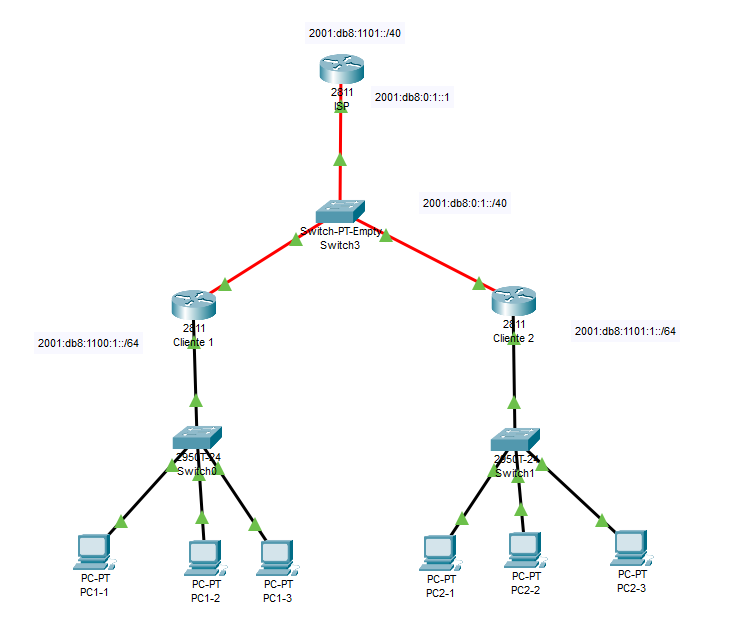 2001:db8:1101::/40
2811
ISP
2001:db8:0:1::1
2001:db8:0:1::/40
Switch-PT-Empty
Switch3
2811
Cliente 1
2811
Cliente 2
2001:db8:1100:1::/64
2001:db8:1101:1::/64
2950T-24
Switch0
2950T-24
Switch1
PC-PT
PC1-1
PC-PT
PC1-2
PC-PT
PC1-3
PC-PT
PC2-1
PC-PT
PC2-2
PC-PT
PC2-3